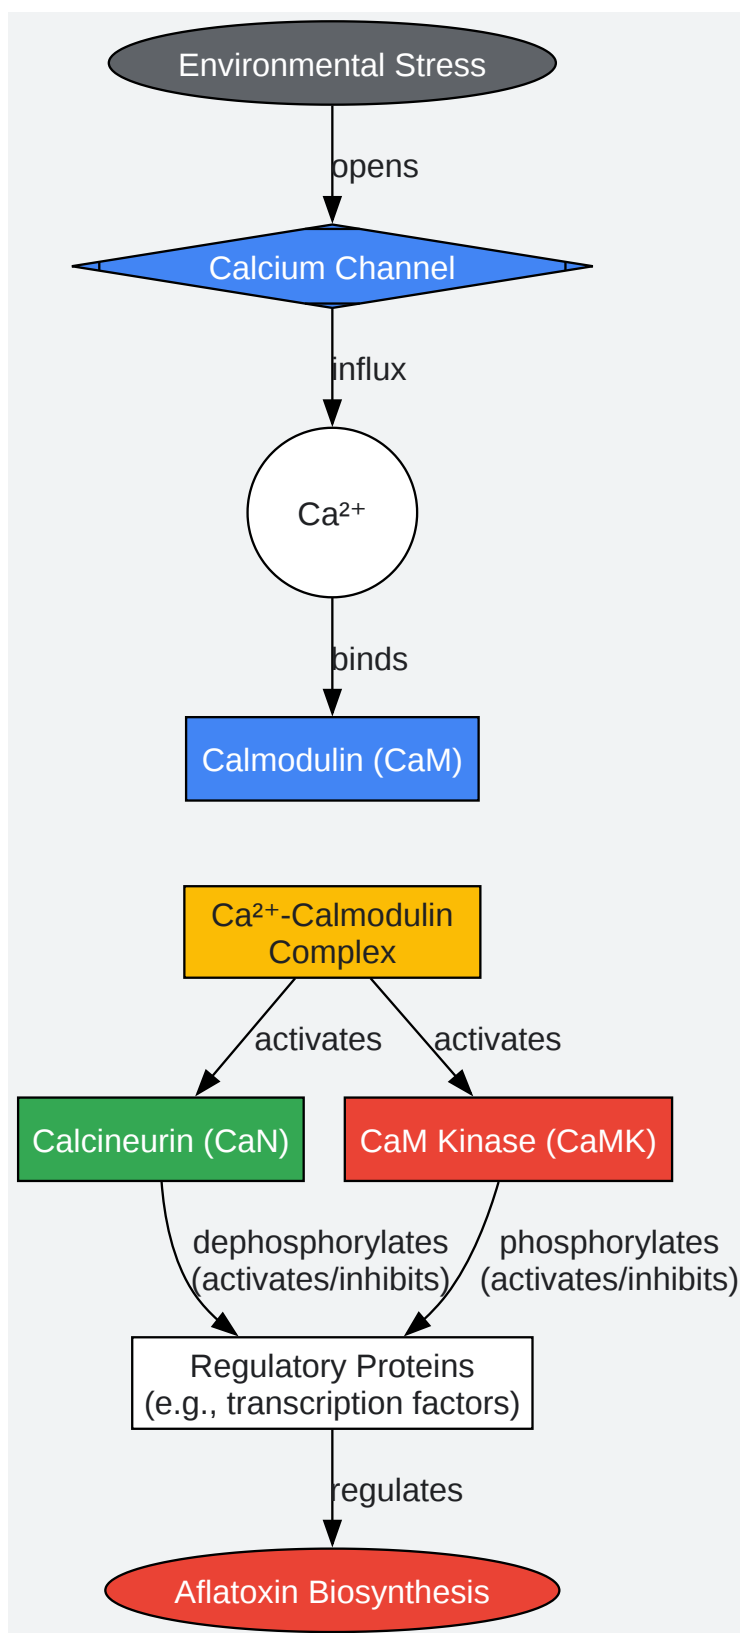 Environmental Stress
opens
Calcium Channel
influx
Ca²⁺
binds
Calmodulin (CaM)
Ca²⁺-Calmodulin
Complex
activates
activates
Calcineurin (CaN)
CaM Kinase (CaMK)
dephosphorylates
(activates/inhibits)
phosphorylates
(activates/inhibits)
Regulatory Proteins
(e.g., transcription factors)
regulates
Aflatoxin Biosynthesis